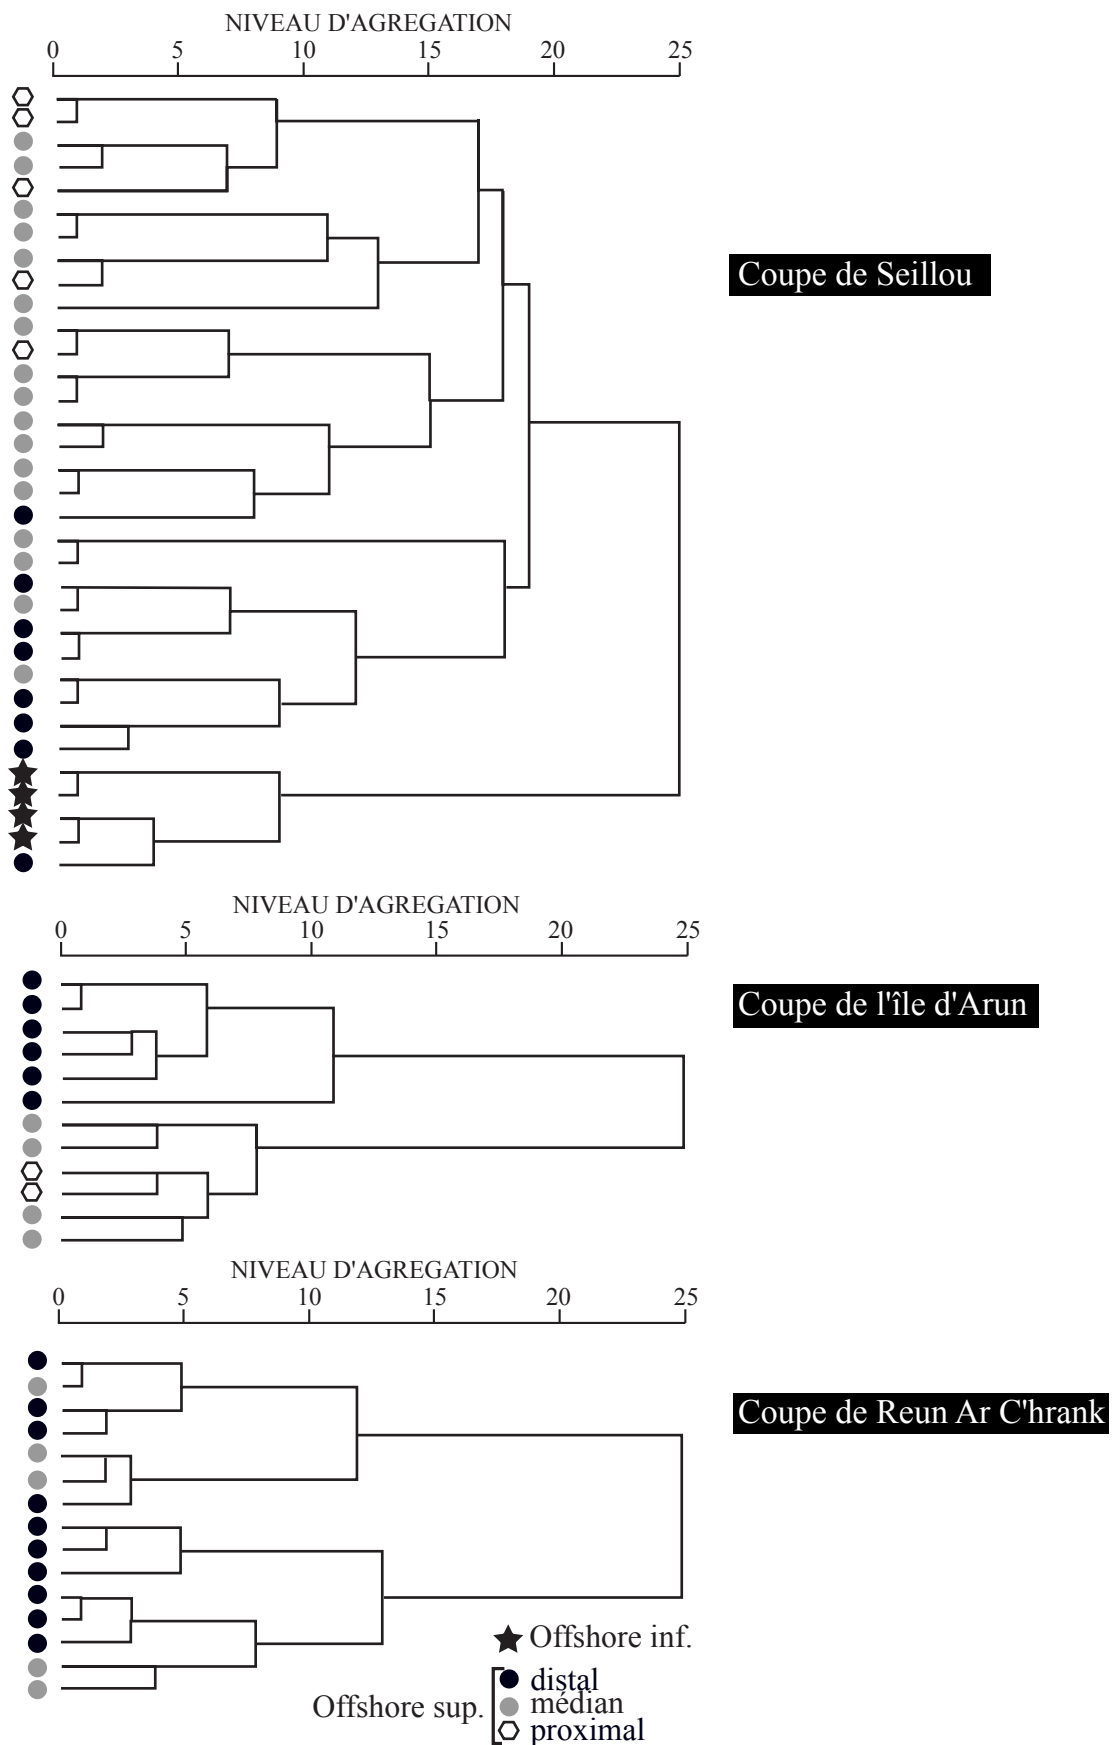 NIVEAU D'AGREGATION
0 5 10 15 20 25
Coupe de Seillou
NIVEAU D'AGREGATION
0 5 10 15 20 25
Coupe de l'île d'Arun
NIVEAU D'AGREGATION
0 5 10 15 20 25
Coupe de Reun Ar C'hrank
Offshore inf.
Offshore sup.
distal
médian
proximal